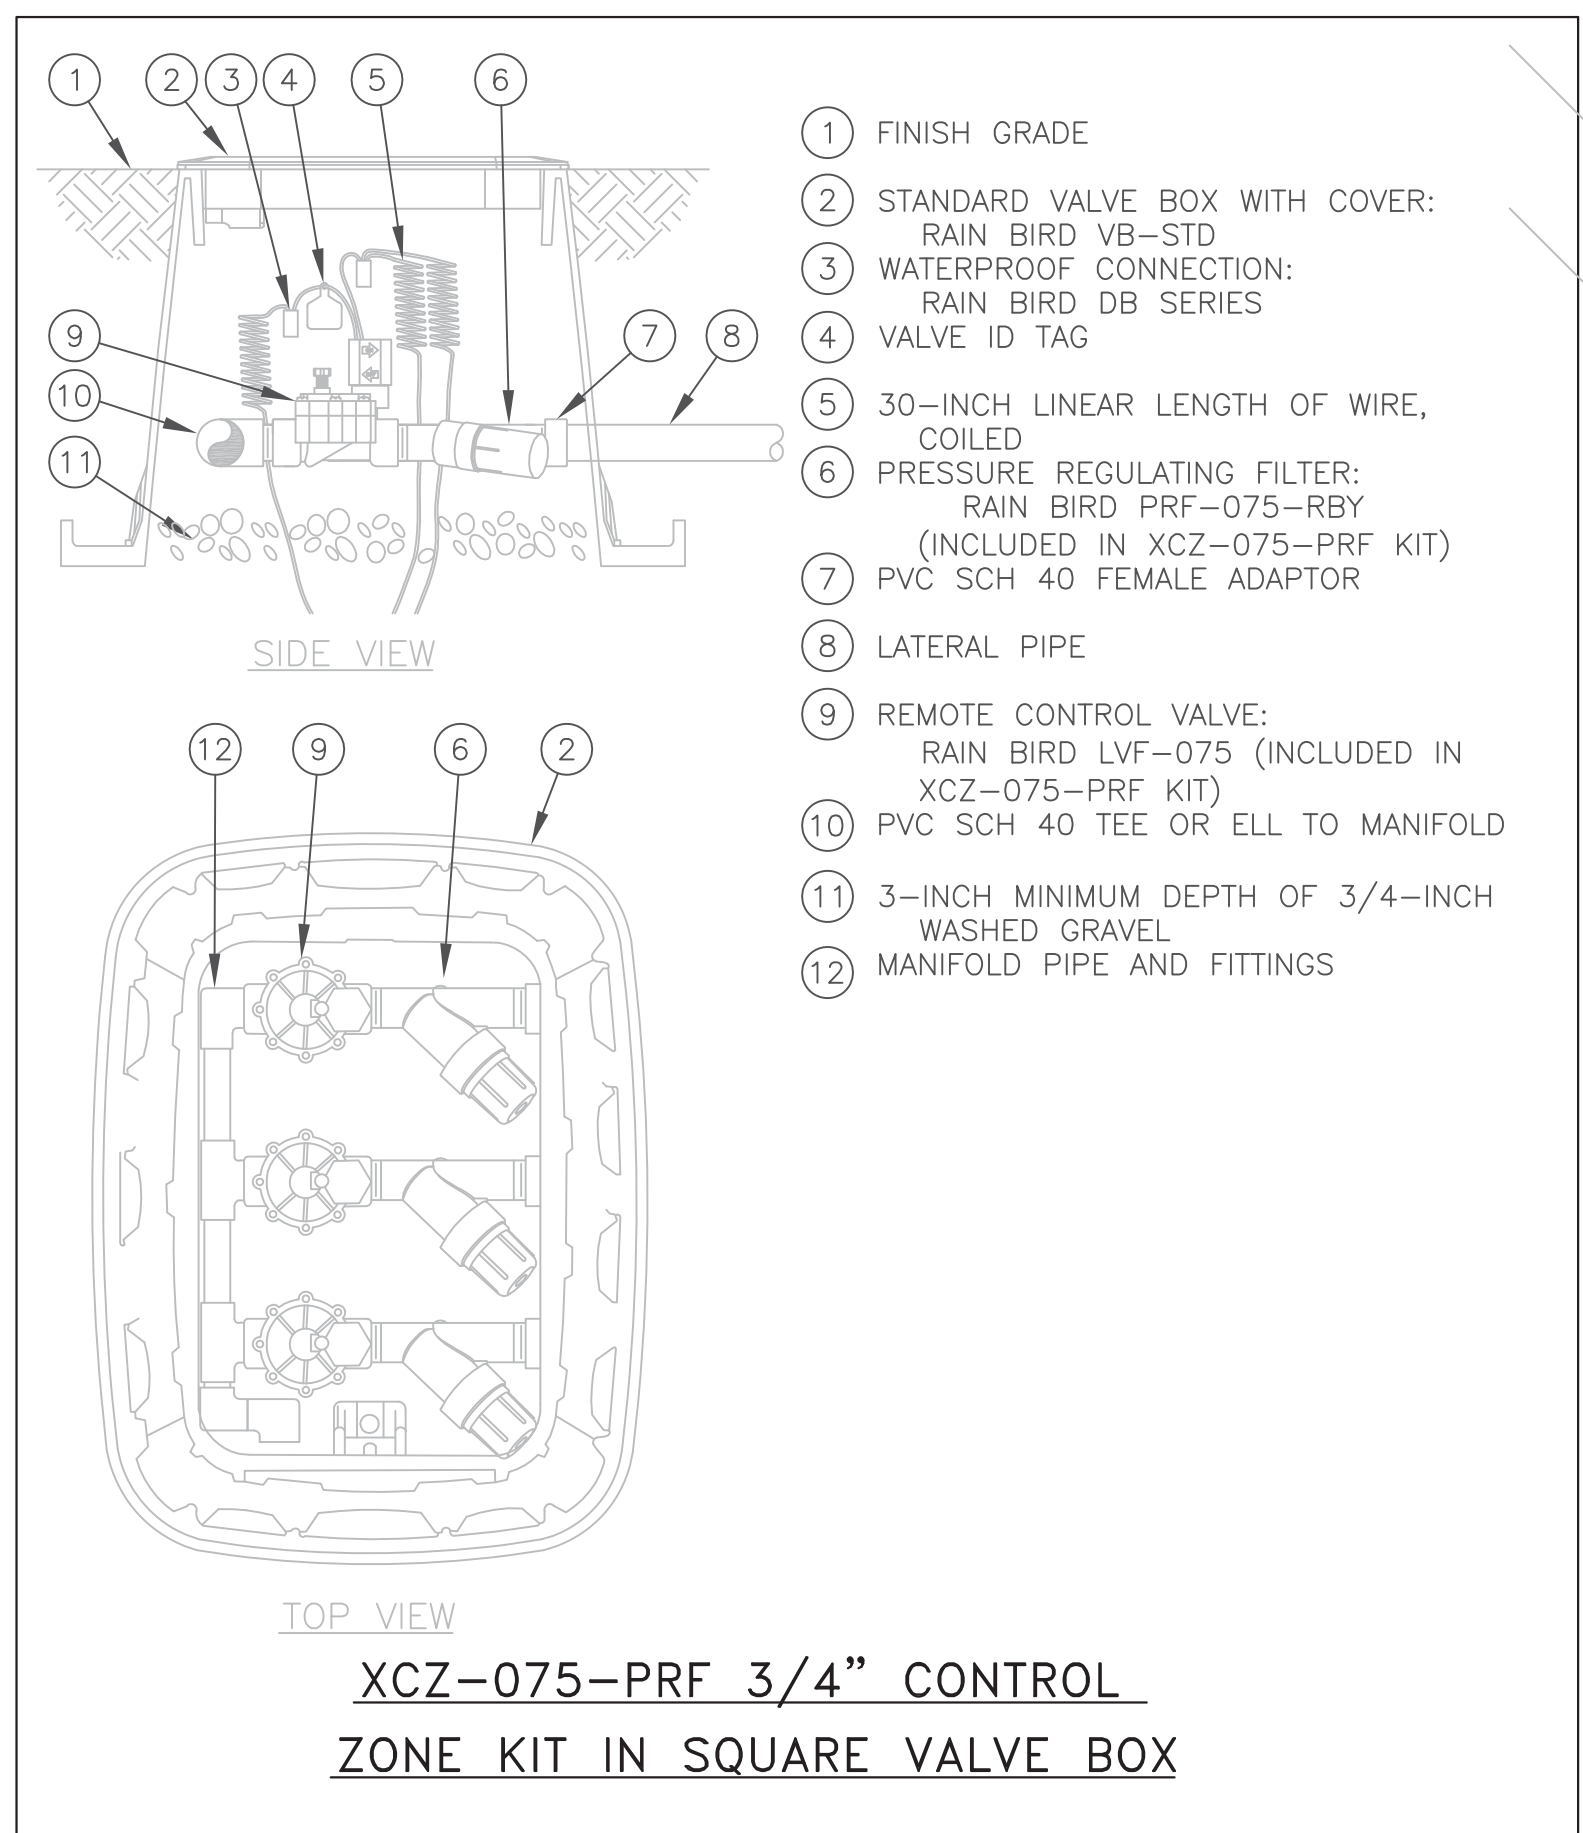 1 2 3 4 5 6
9 7 8
10
11
SIDE VIEW
12 9 6 2
TOP VIEW
1 FINISH GRADE
2 STANDARD VALVE BOX WITH COVER:
RAIN BIRD VB-STD
3 WATERPROOF CONNECTION:
RAIN BIRD DB SERIES
4 VALVE ID TAG
5 30-INCH LINEAR LENGTH OF WIRE,
COILED
6 PRESSURE REGULATING FILTER:
RAIN BIRD PRF-075-RBY
(INCLUDED IN XCZ-075-PRF KIT)
7 PVC SCH 40 FEMALE ADAPTOR
8 LATERAL PIPE
9 REMOTE CONTROL VALVE:
RAIN BIRD LVF-075 (INCLUDED IN
XCZ-075-PRF KIT)
10 PVC SCH 40 TEE OR ELL TO MANIFOLD
11 3-INCH MINIMUM DEPTH OF 3/4-INCH
WASHED GRAVEL
12 MANIFOLD PIPE AND FITTINGS
XCZ-075-PRF 3/4” CONTROL
ZONE KIT IN SQUARE VALVE BOX